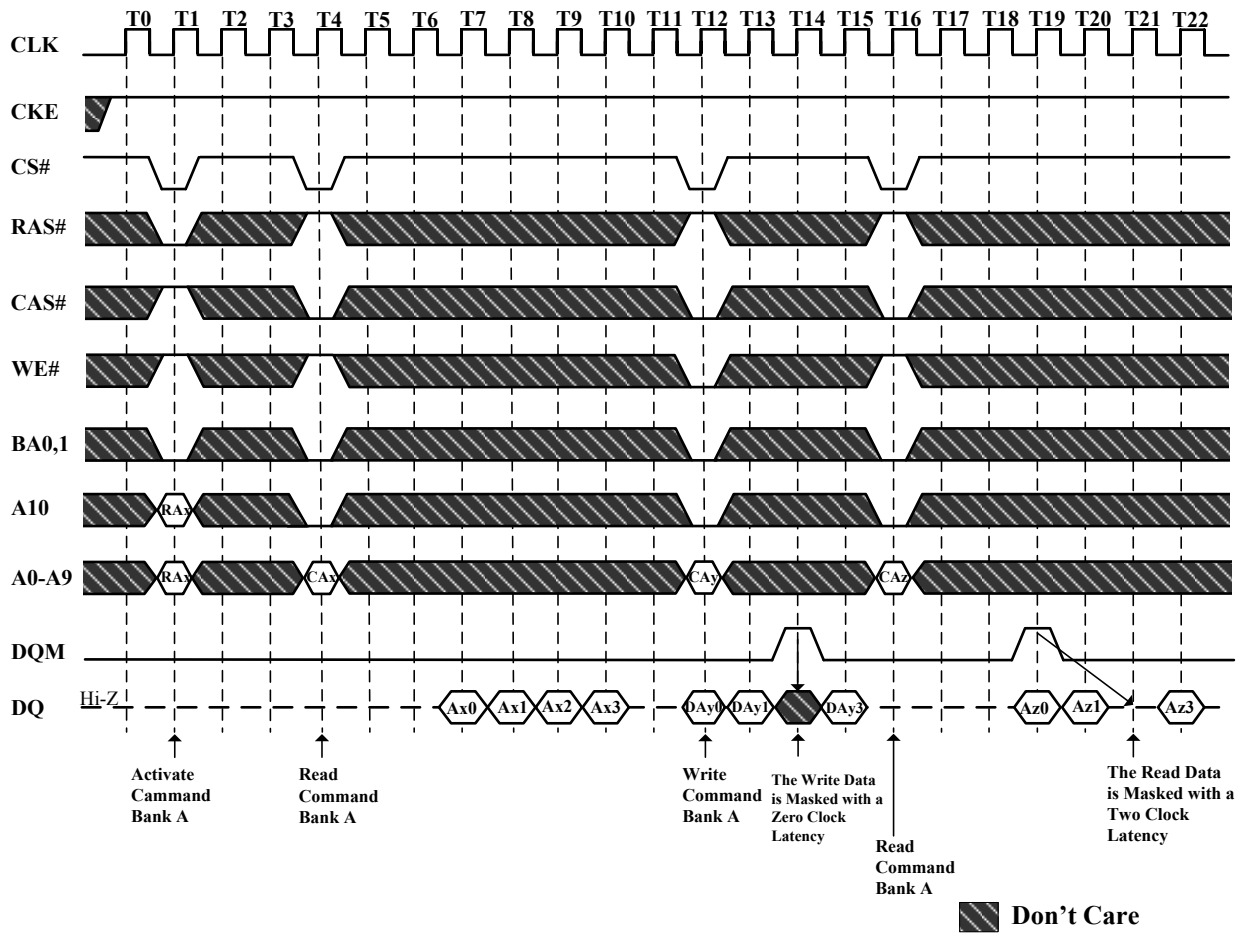 T0 T1 T2 T3 T4 T5 T6 T7 T8 T9 T10 T11 T12 T13 T14 T15 T16 T17 T18 T19 T20 T21 T22
CLK
CKE
CS#
RAS#
CAS#
WE#
BA0,1
A10 RAx
A0-A9 RAx CAx CAy CAz
DQM
DQ Hi-Z Ax0 Ax1 Ax2 Ax3 DAy0 DAy1 DAy3 Az0 Az1 Az3
Activate
Cammand
Bank A
Read
Command
Bank A
Write
Command
Bank A
The Write Data
is Masked with a
Zero Clock
Latency
Read
Command
Bank A
The Read Data
is Masked with a
Two Clock
Latency
Don't Care